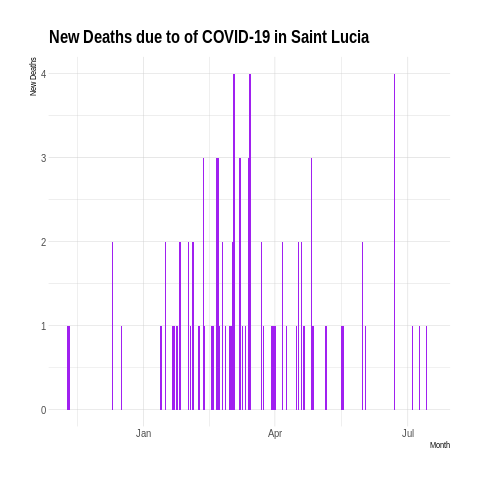 New Deaths due to of COVID-19 in Saint Lucia
New Deaths
4
3
2
1
0
Jan Apr Jul
Month